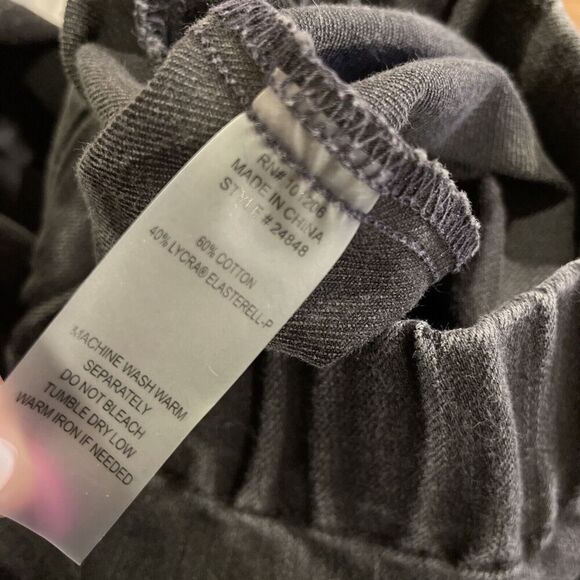 RN# 101206
MADE IN CHINA
STYLE # 24848
60% COTTON
40% LYCRA® ELASTERELL-P
MACHINE WASH WARM
SEPARATELY
DO NOT BLEACH
TUMBLE DRY LOW
WARM IRON IF NEEDED